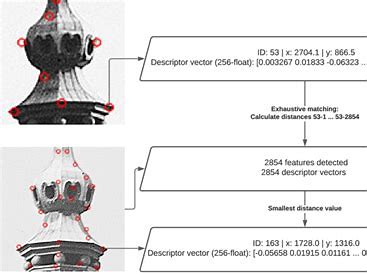 ID: 53 | x: 2704.1 | y: 866.5
Descriptor vector (256-float): [0.003267 0.01833 -0.06323 ...
Exhaustive matching:
Calculate distances 53-1 ... 53-2854
2854 features detected
2854 descriptor vectors
Smallest distance value
ID: 163 | x: 1728.0 | y: 1316.0
Descriptor vector (256-float): [-0.05658 0.01915 0.01161 ... 0